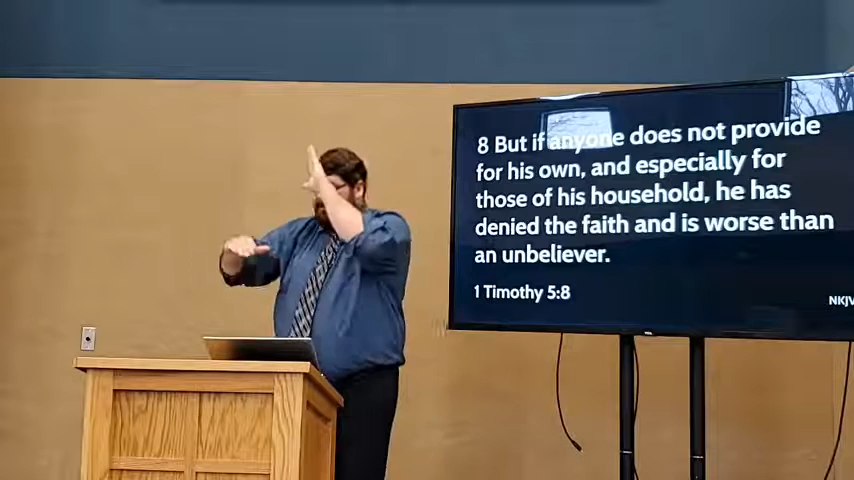 8 But if anyone does not provide
for his own, and especially for
those of his household, he has
denied the faith and is worse than
an unbeliever.
1 Timothy 5:8
NKJV
TCL